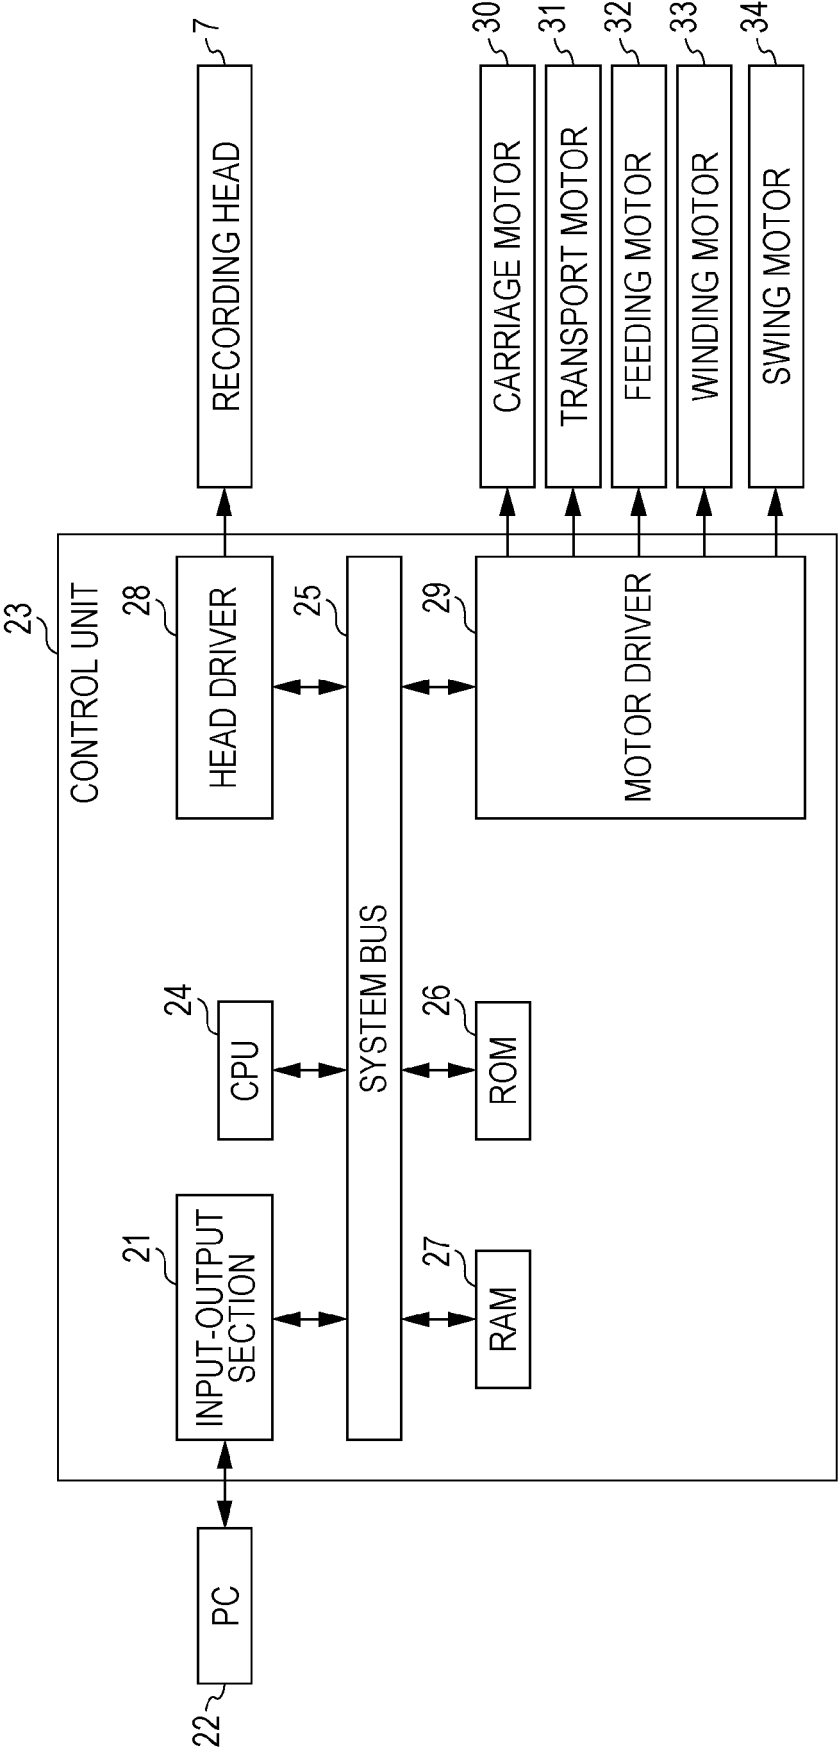 23
CONTROL UNIT
22
PC
21
INPUT-OUTPUT
SECTION
24
CPU
28
HEAD DRIVER
7
RECORDING HEAD
25
SYSTEM BUS
27
RAM
26
ROM
29
MOTOR DRIVER
30
CARRIAGE MOTOR
31
TRANSPORT MOTOR
32
FEEDING MOTOR
33
WINDING MOTOR
34
SWING MOTOR